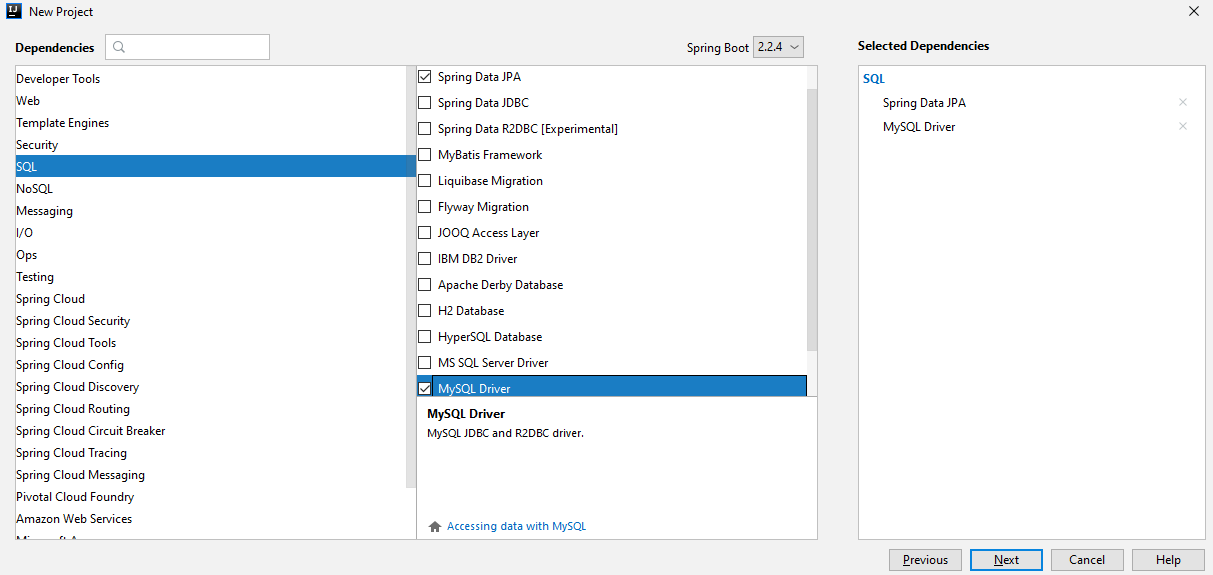 IJ New Project
Dependencies
Spring Boot 2.2.4
Selected Dependencies
Developer Tools
Web
Template Engines
Security
SQL
NoSQL
Messaging
I/O
Ops
Testing
Spring Cloud
Spring Cloud Security
Spring Cloud Tools
Spring Cloud Config
Spring Cloud Discovery
Spring Cloud Routing
Spring Cloud Circuit Breaker
Spring Cloud Tracing
Spring Cloud Messaging
Pivotal Cloud Foundry
Amazon Web Services
Spring Data JPA
Spring Data JDBC
Spring Data R2DBC [Experimental]
MyBatis Framework
Liquibase Migration
Flyway Migration
JOOQ Access Layer
IBM DB2 Driver
Apache Derby Database
H2 Database
HyperSQL Database
MS SQL Server Driver
MySQL Driver
MySQL Driver
MySQL JDBC and R2DBC driver.
Accessing data with MySQL
SQL
Spring Data JPA
MySQL Driver
Previous
Next
Cancel
Help